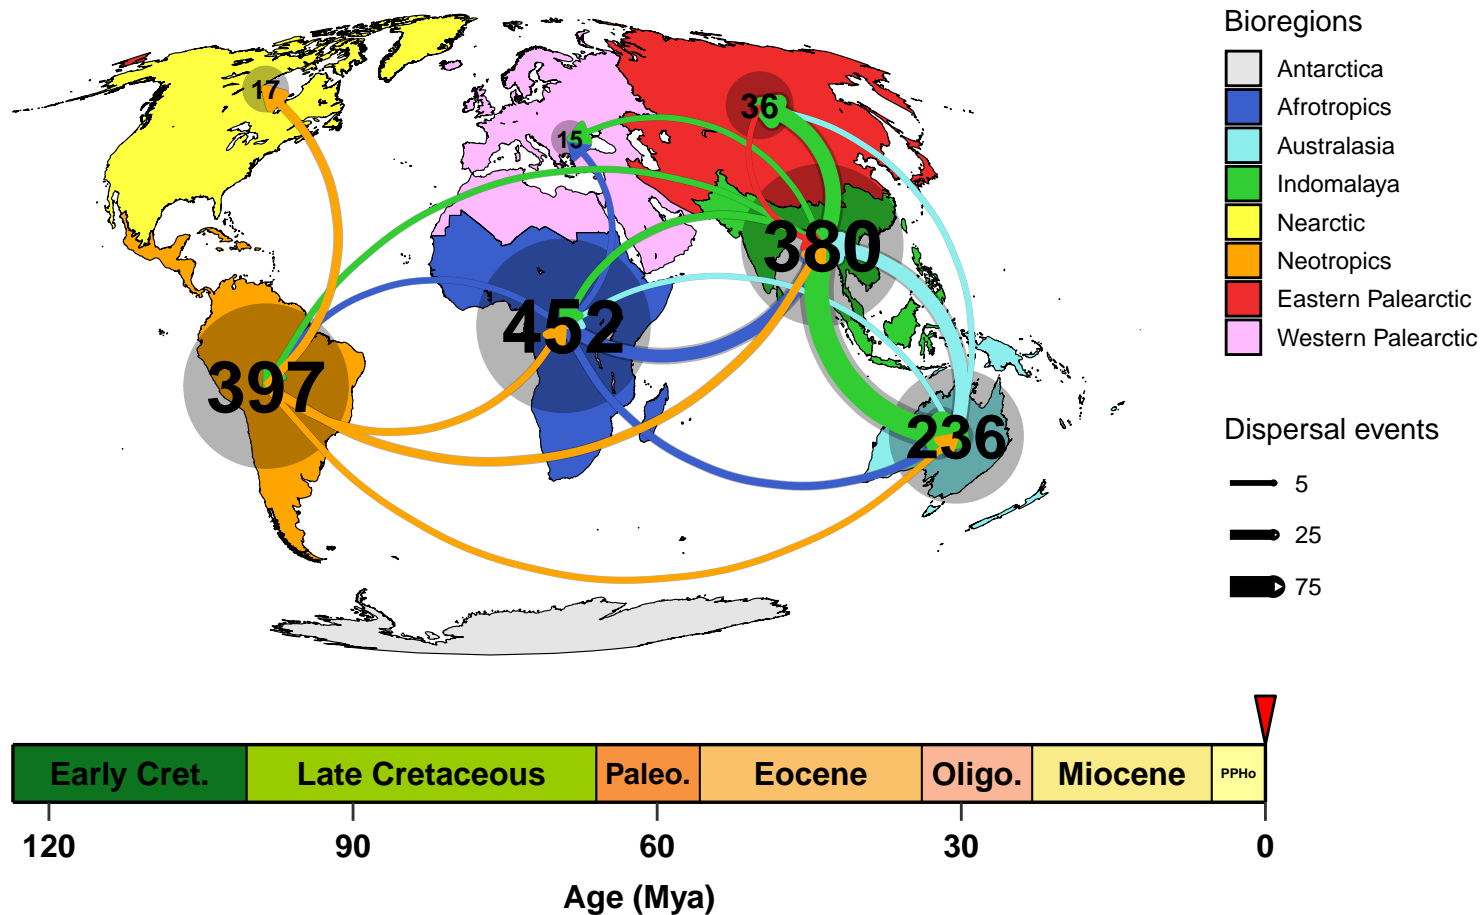 Bioregions
Antarctica
Afrotropics
Australasia
Indomalaya
Nearctic
Neotropics
Eastern Palearctic
Western Palearctic
17
36
15
380
452
397
236
Dispersal events
5
25
75
Early Cret.
Late Cretaceous
Paleo.
Eocene
Oligo.
Miocene
PPHo
120
90
60
30
0
Age (Mya)